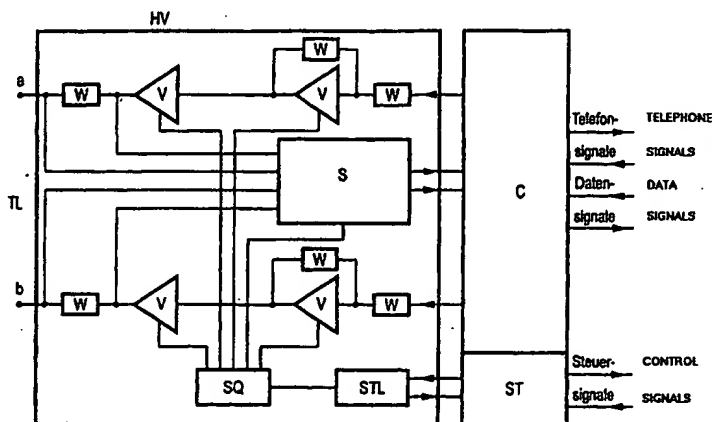 HV
W
a W V V W
Telefon- TELEPHONE
signale SIGNALS
S
Daten- DATA
C
TL
signale SIGNALS
W
b W V V W
Steuer- CONTROL
SQ STL ST
signale SIGNALS